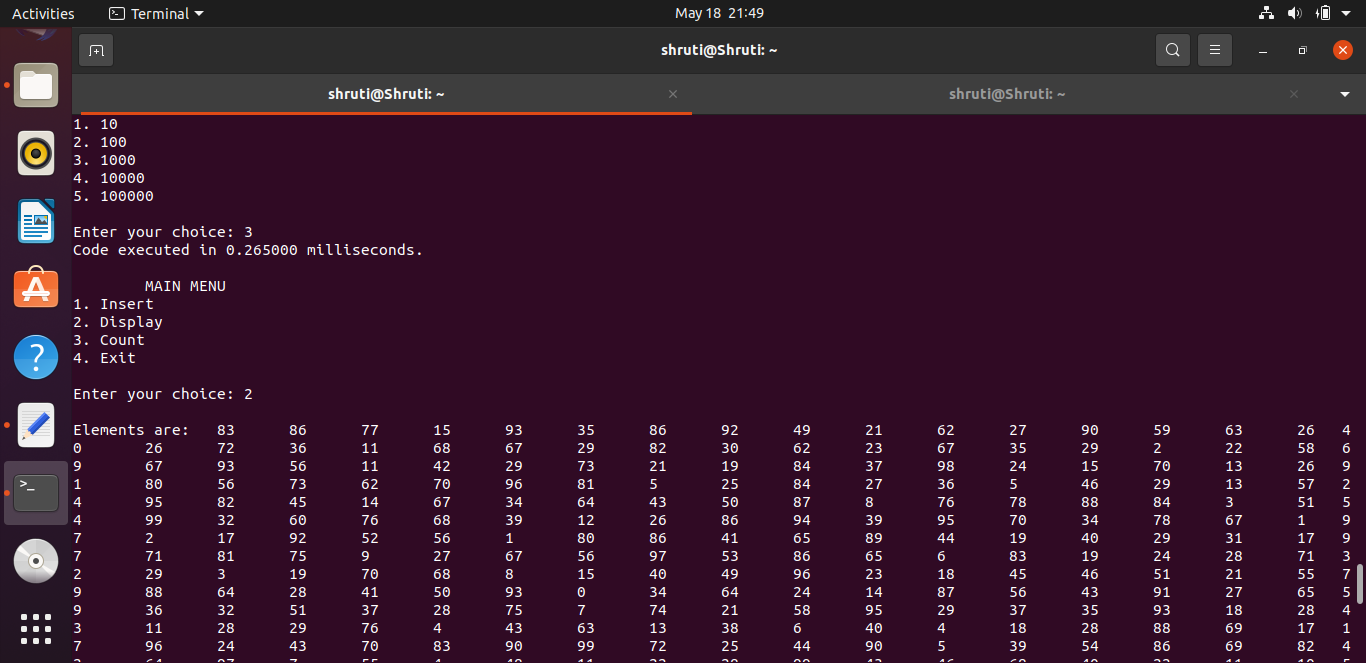 Activities Terminal May 18 21:49
shruti@Shruti: ~
shruti@Shruti: ~ shruti@Shruti: ~
1. 10
2. 100
3. 1000
4. 10000
5. 100000
Enter your choice: 3
Code executed in 0.265000 milliseconds.
MAIN MENU
1. Insert
2. Display
3. Count
4. Exit
Enter your choice: 2
Elements are: 83 86 77 15 93 35 86 92 49 21 62 27 90 59 63 26 4
0 26 72 36 11 68 67 29 82 30 62 23 67 35 29 2 22 58 6
9 67 93 56 11 42 29 73 21 19 84 37 98 24 15 70 13 26 9
1 80 56 73 62 70 96 81 5 25 84 27 36 5 46 29 13 57 2
4 95 82 45 14 67 34 64 43 50 87 8 76 78 88 84 3 51 5
4 99 32 60 76 68 39 12 26 86 94 39 95 70 34 78 67 1 9
7 2 17 92 52 56 1 80 86 41 65 89 44 19 40 29 31 17 9
7 71 81 75 9 27 67 56 97 53 86 65 6 83 19 24 28 71 3
2 29 3 19 70 68 8 15 40 49 96 23 18 45 46 51 21 55 7
9 88 64 28 41 50 93 0 34 64 24 14 87 56 43 91 27 65 5
9 36 32 51 37 28 75 7 74 21 58 95 29 37 35 93 18 28 4
3 11 28 29 76 4 43 63 13 38 6 40 4 18 28 88 69 17 1
7 96 24 43 70 83 90 99 72 25 44 90 5 39 54 86 69 82 4